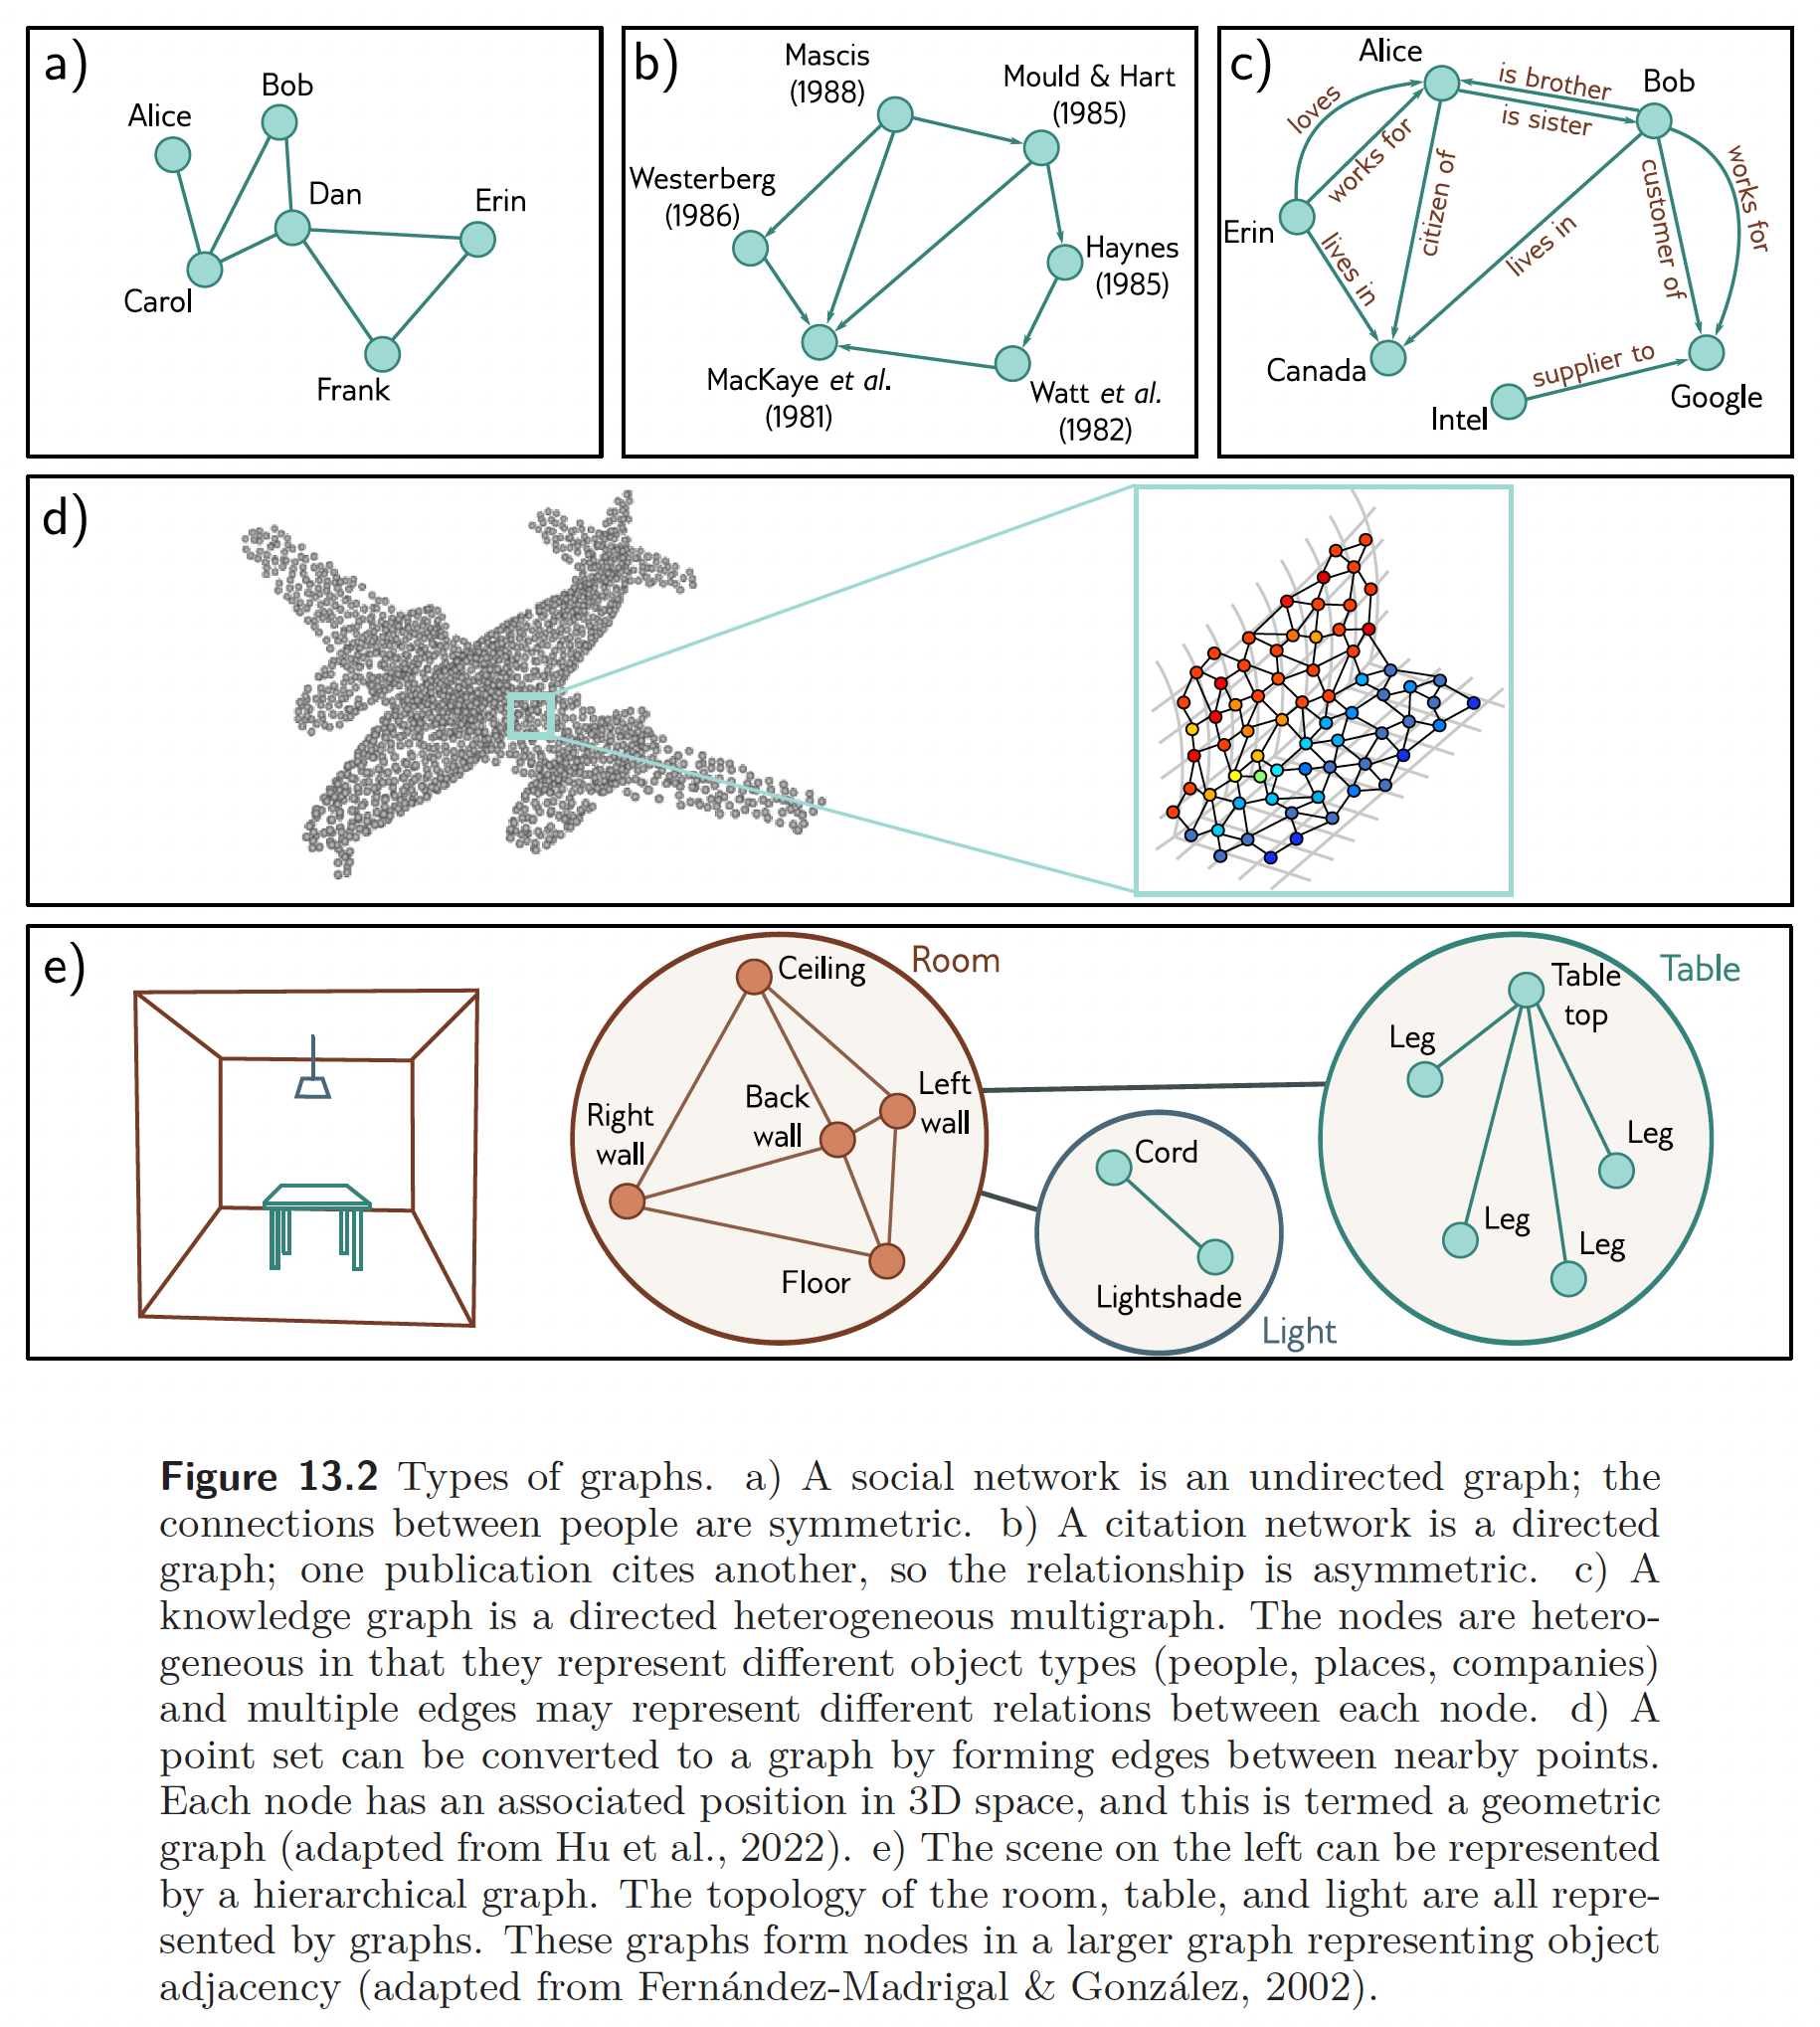 a)
Alice
Bob
Dan
Erin
Carol
Frank
b)
Mascis
(1988)
Mould & Hart
(1985)
Westerberg
(1986)
Haynes
(1985)
MacKaye et al.
(1981)
Watt et al.
(1982)
c)
Alice
Bob
is brother
is sister
loves
works for
citizen of
lives in
customer of
works for
Erin
lives in
Canada
supplier to
Intel
Google
d)
e)
Room
Ceiling
Right
wall
Back
wall
Left
wall
Floor
Cord
Lightshade
Light
Table
Table
top
Leg
Leg
Leg
Leg
Figure 13.2 Types of graphs. a) A social network is an undirected graph; the
connections between people are symmetric. b) A citation network is a directed
graph; one publication cites another, so the relationship is asymmetric. c) A
knowledge graph is a directed heterogeneous multigraph. The nodes are hetero-
geneous in that they represent different object types (people, places, companies)
and multiple edges may represent different relations between each node. d) A
point set can be converted to a graph by forming edges between nearby points.
Each node has an associated position in 3D space, and this is termed a geometric
graph (adapted from Hu et al., 2022). e) The scene on the left can be represented
by a hierarchical graph. The topology of the room, table, and light are all repre-
sented by graphs. These graphs form nodes in a larger graph representing object
adjacency (adapted from Fernández-Madrigal & González, 2002).